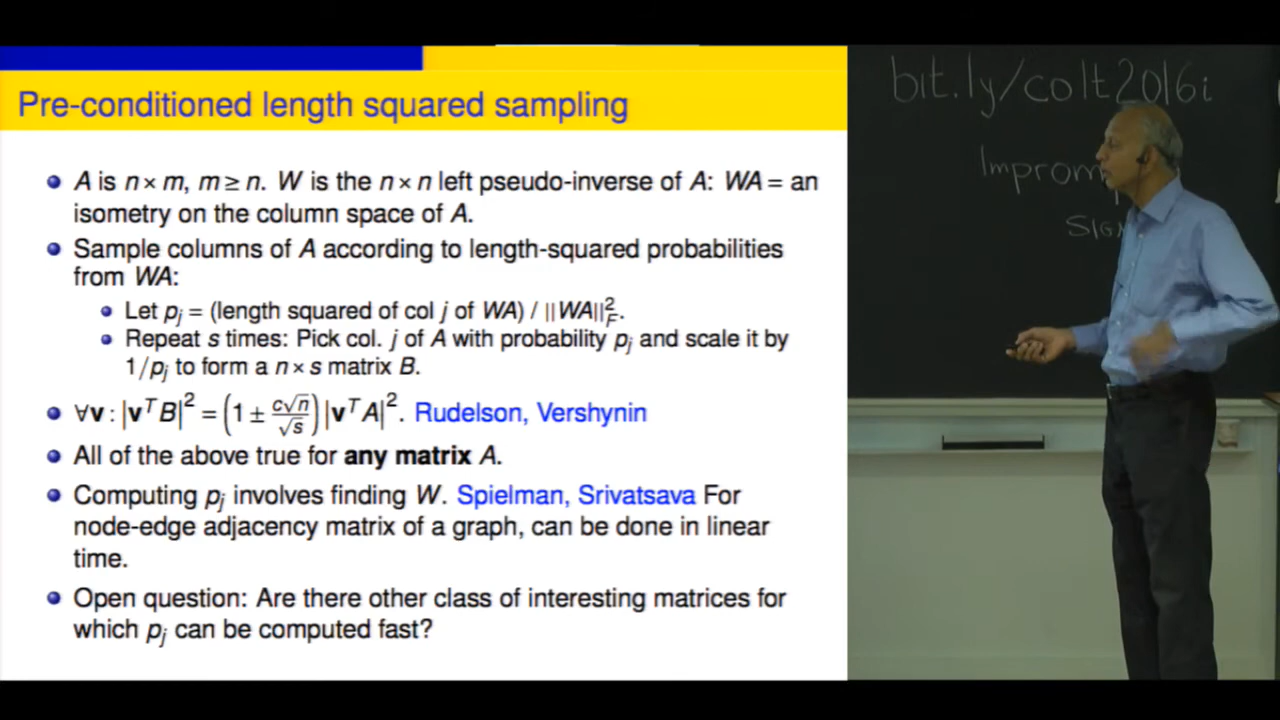 Pre-conditioned length squared sampling
A is n × m, m ≥ n. W is the n × n left pseudo-inverse of A: WA = an
isometry on the column space of A.
Sample columns of A according to length-squared probabilities
from WA:
Let p_j = (length squared of col j of WA) / ||WA||_F^2.
Repeat s times: Pick col. j of A with probability p_j and scale it by
1/p_j to form a n × s matrix B.
∀v : |v^T B|^2 = (1 ± c√n/√s) |v^T A|^2. Rudelson, Vershynin
All of the above true for any matrix A.
Computing p_j involves finding W. Spielman, Srivatsava For
node-edge adjacency matrix of a graph, can be done in linear
time.
Open question: Are there other class of interesting matrices for
which p_j can be computed fast?
bit.ly/colt2016i